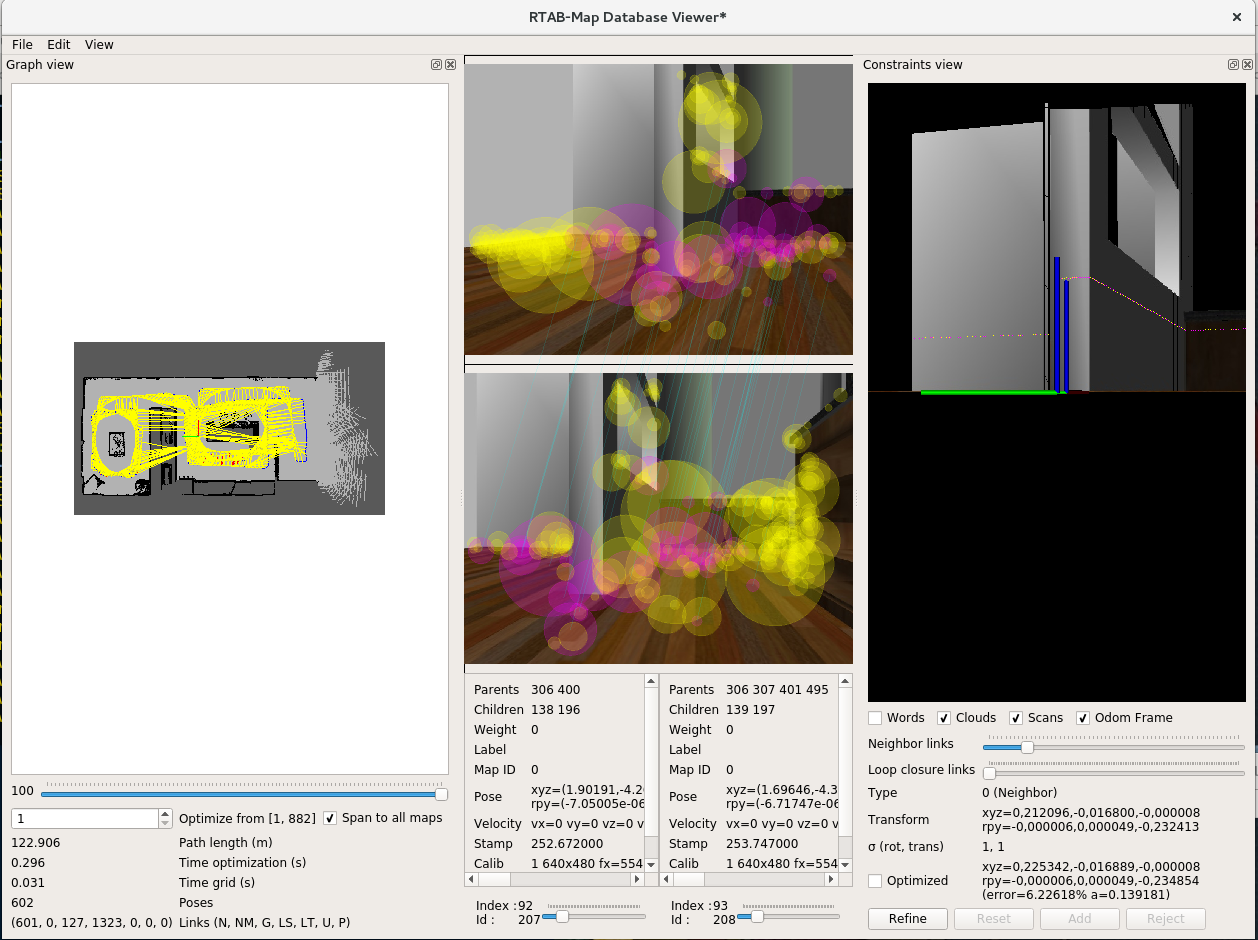 RTAB-Map Database Viewer*
File Edit View
Graph view
Constraints view
Parents 306 400
Children 138 196
Weight 0
Label
Map ID 0
Pose xyz=(1.90191,-4.2
rpy=(-7.05005e-06
Velocity vx=0 vy=0 vz=0 v
Stamp 252.672000
Calib 1 640x480 fx=554
Parents 306 307 401 495
Children 139 197
Weight 0
Label
Map ID 0
Pose xyz=(1.69646,-4.3
rpy=(-6.71747e-06
Velocity vx=0 vy=0 vz=0 v
Stamp 253.747000
Calib 1 640x480 fx=554
Index :92
Id : 207
Index :93
Id : 208
Words Clouds Scans Odom Frame
Neighbor links
Loop closure links
Type 0 (Neighbor)
Transform xyz=0,212096,-0,016800,-0,000008
rpy=-0,000006,0,000049,-0,232413
σ (rot, trans) 1, 1
Optimized xyz=0,225342,-0,016889,-0,000008
rpy=-0,000006,0,000049,-0,234854
(error=6.22618% a=0.139181)
Refine Reset Add Reject
100
1 Optimize from [1, 882] Span to all maps
122.906 Path length (m)
0.296 Time optimization (s)
0.031 Time grid (s)
602 Poses
(601, 0, 127, 1323, 0, 0, 0) Links (N, NM, G, LS, LT, U, P)